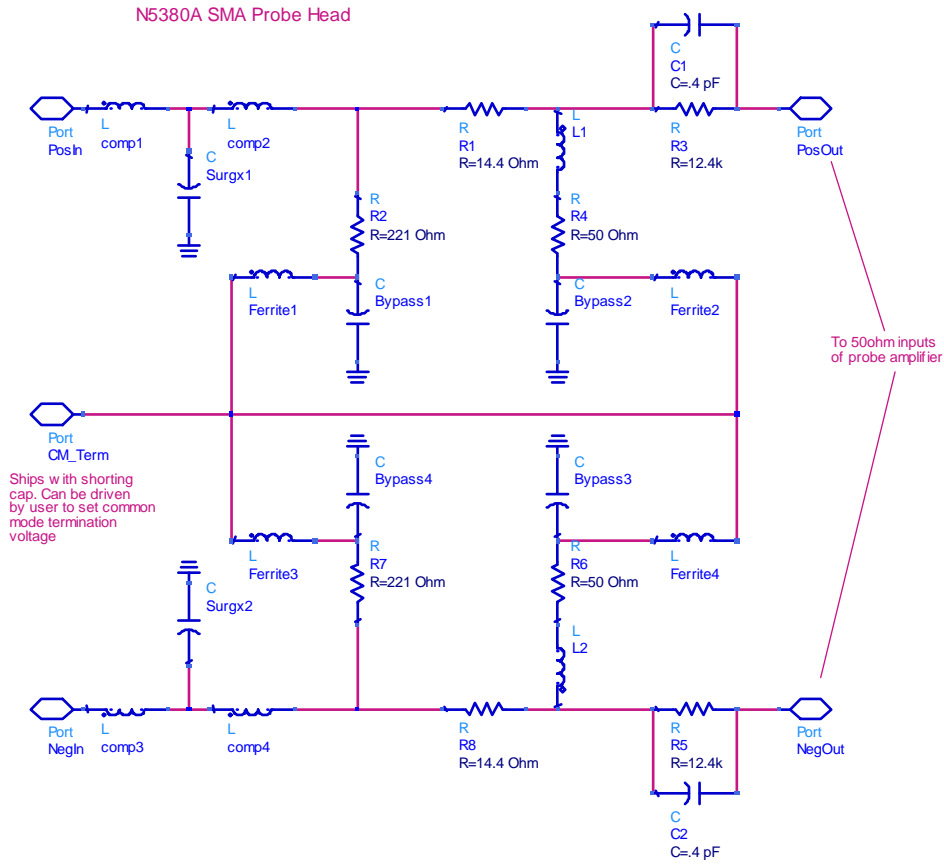 N5380A SMA Probe Head
C
C1
C=.4 pF
Port
PosIn
L
comp1
L
comp2
R
R1
R=14.4 Ohm
L
L1
R
R3
R=12.4k
Port
PosOut
C
Surgx1
R
R2
R=221 Ohm
R
R4
R=50 Ohm
L
Ferrite1
C
Bypass1
C
Bypass2
L
Ferrite2
To 50ohm inputs
of probe amplifier
Port
CM_Term
Ships with shorting
cap. Can be driven
by user to set common
mode termination
voltage
C
Bypass4
C
Bypass3
L
Ferrite3
R
R7
R=221 Ohm
R
R6
R=50 Ohm
L
Ferrite4
C
Surgx2
L
L2
Port
NegIn
L
comp3
L
comp4
R
R8
R=14.4 Ohm
R
R5
R=12.4k
Port
NegOut
C
C2
C=.4 pF